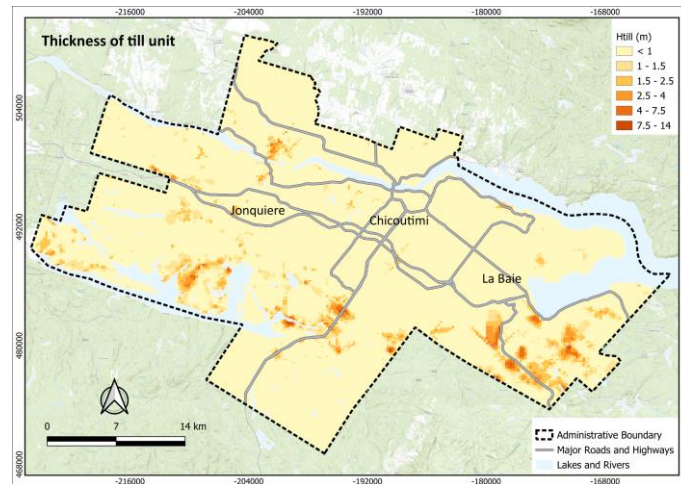 -216000 -204000 -192000 -180000 -168000
Thickness of till unit
Htill (m)
< 1
1 - 1.5
1.5 - 2.5
2.5 - 4
4 - 7.5
7.5 - 14
504000
492000
480000
468000
Jonquiere
Chicoutimi
La Baie
0 7 14 km
Administrative Boundary
Major Roads and Highways
Lakes and Rivers
-216000 -204000 -192000 -180000 -168000